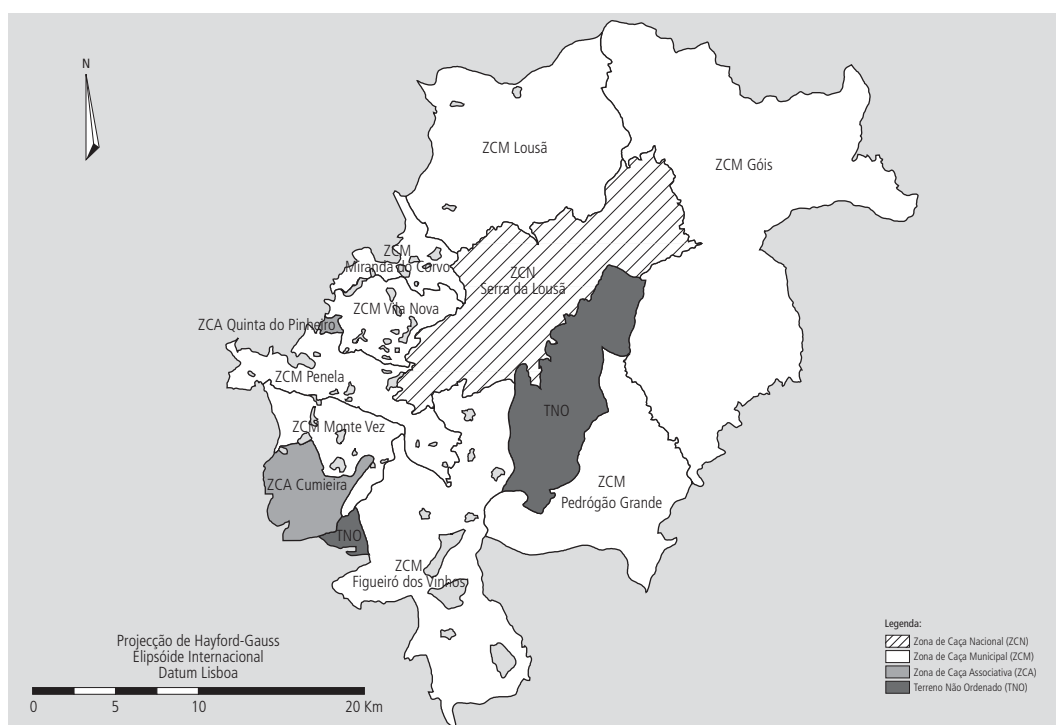 N
ZCM Lousã
ZCM Góis
ZCM
Miranda do Corvo
ZCN
Serra da Lousã
ZCM Vila Nova
ZCA Quinta do Pinheiro
ZCM Penela
TNO
ZCM Monte Vez
ZCA Cumieira
ZCM
Pedrógão Grande
TNO
ZCM
Figueiró dos Vinhos
Projecção de Hayford-Gauss
Elipsóide Internacional
Datum Lisboa
0 5 10 20 Km
Legenda:
Zona de Caça Nacional (ZCN)
Zona de Caça Municipal (ZCM)
Zona de Caça Associativa (ZCA)
Terreno Não Ordenado (TNO)